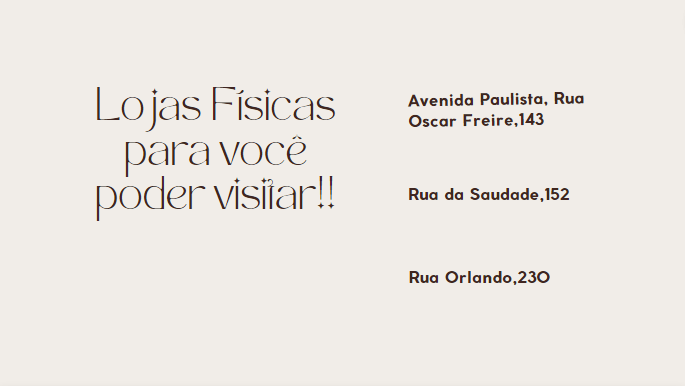 Lojas Físicas
para você
poder visitar!!
Avenida Paulista, Rua
Oscar Freire,143
Rua da Saudade,152
Rua Orlando,230